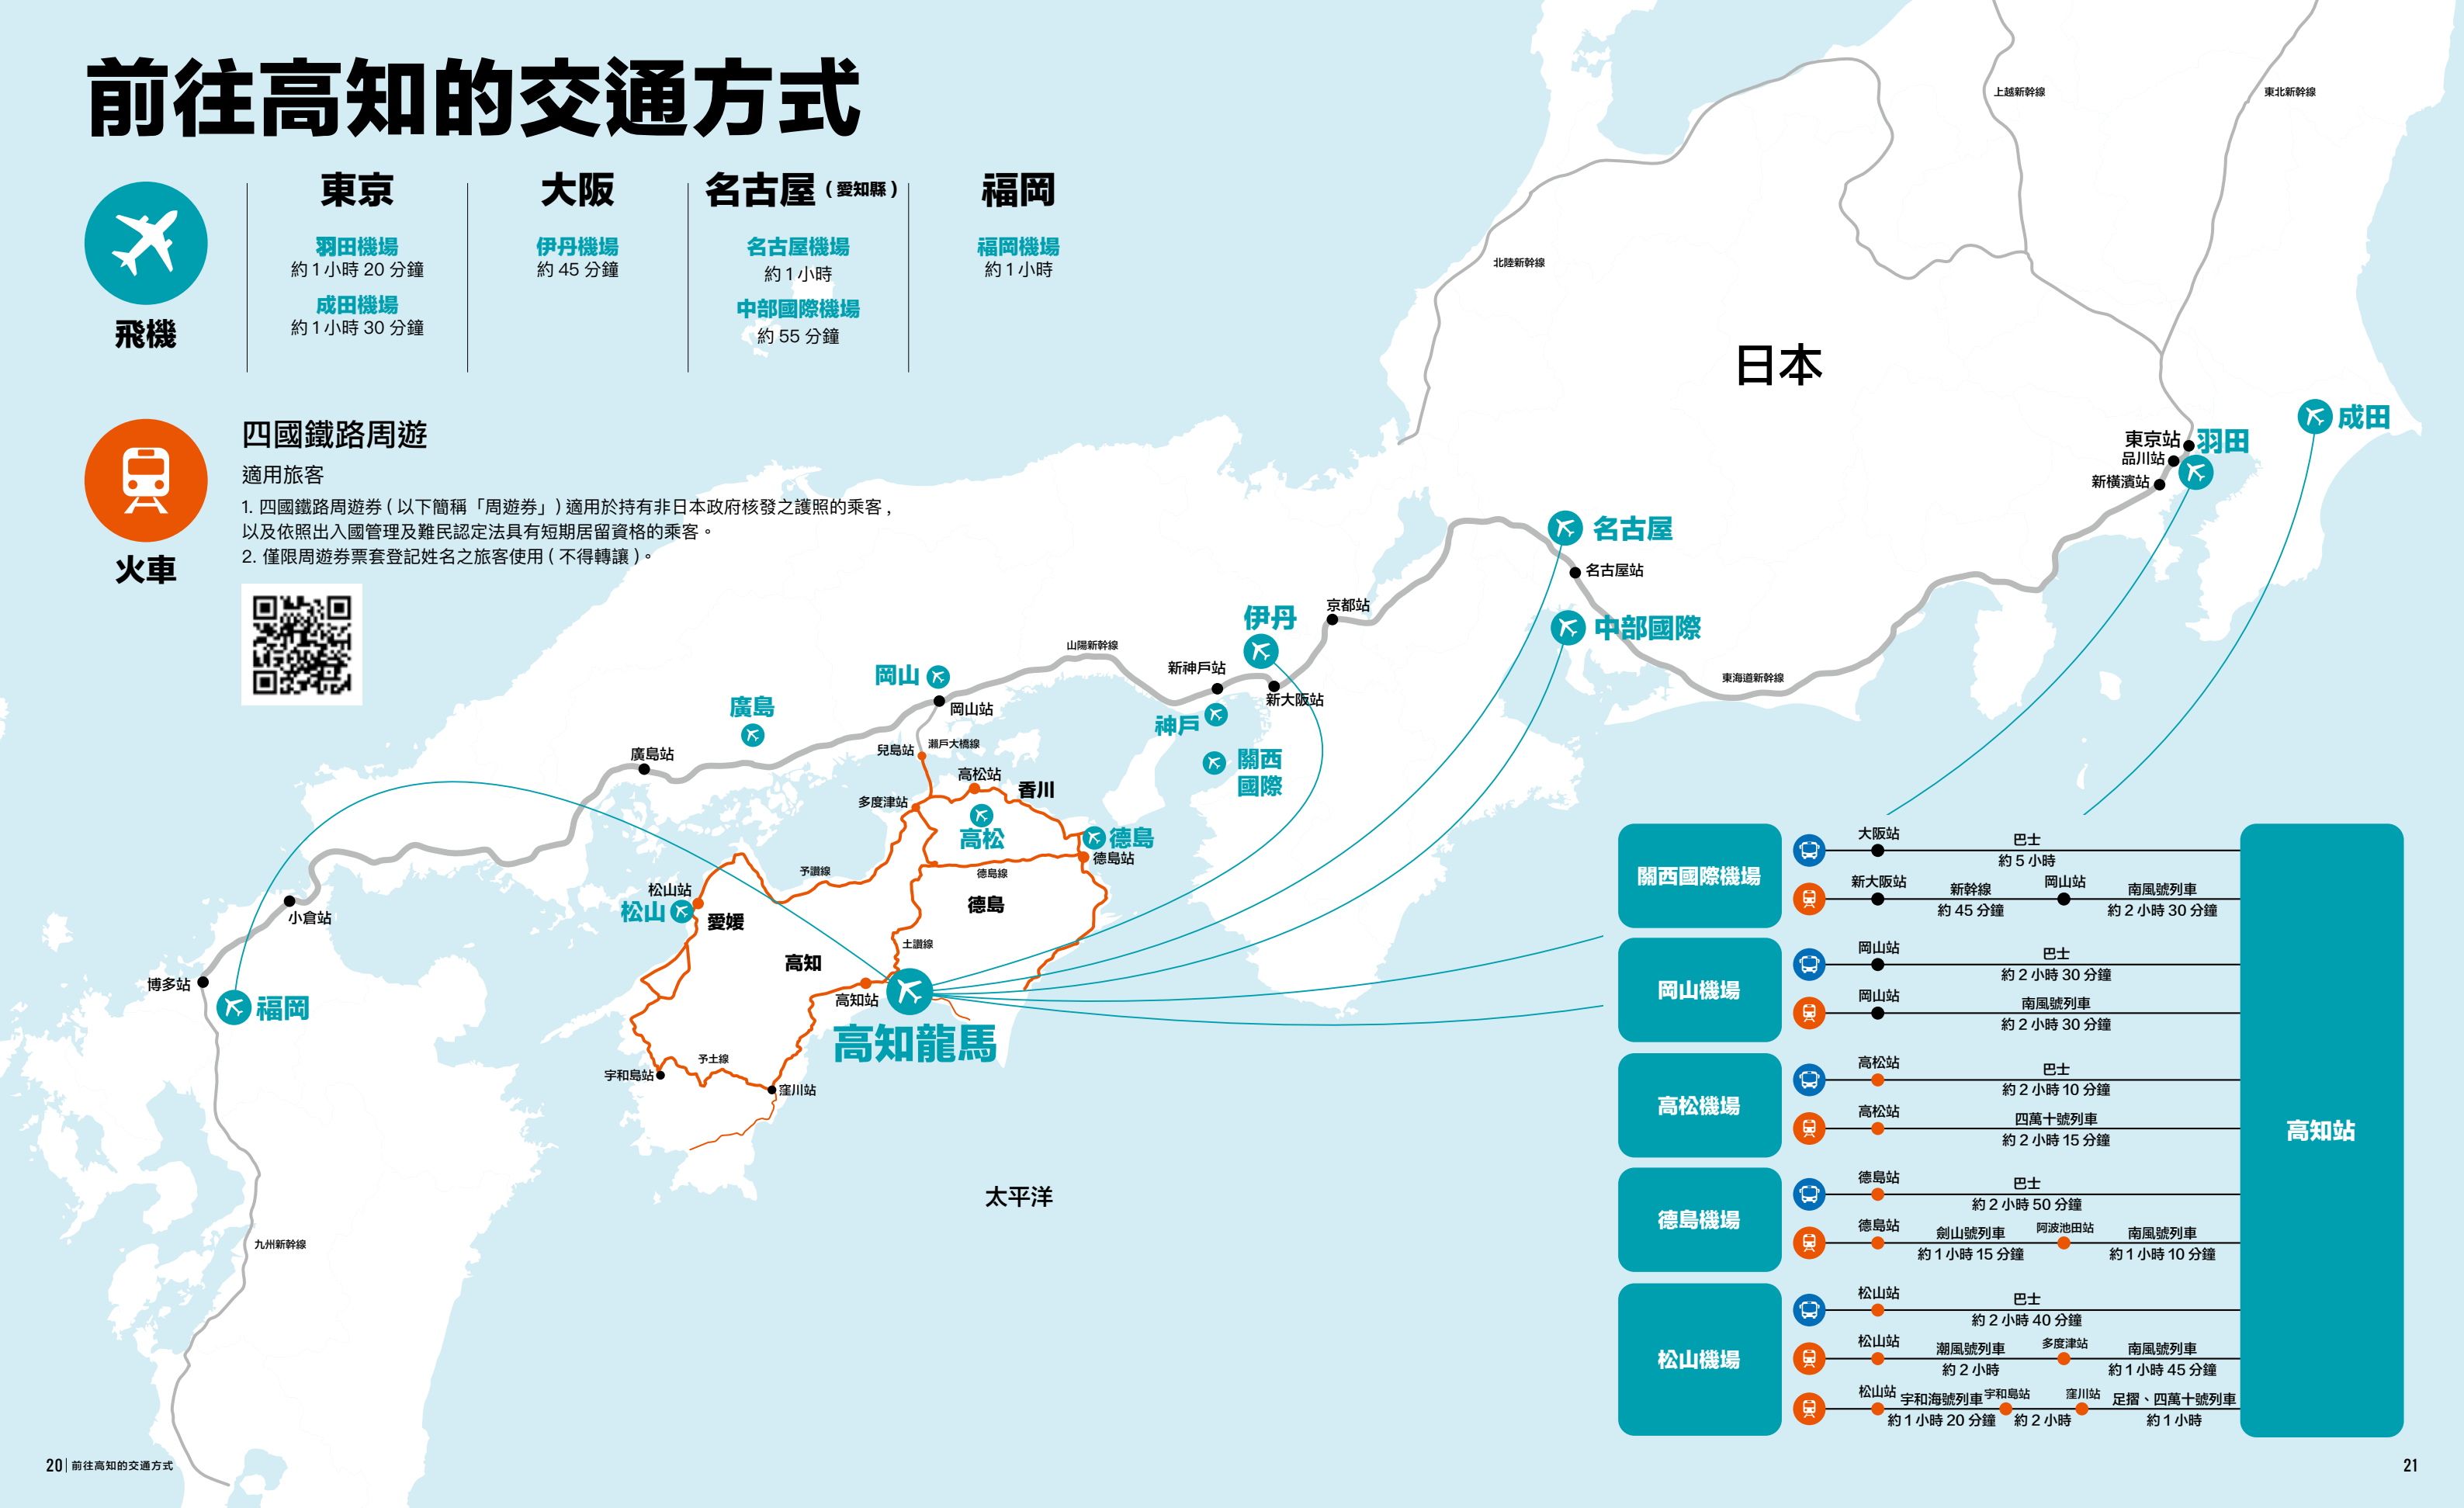 前往高知的交通方式
飛機
東京
羽田機場
約 1 小時 20 分鐘
成田機場
約 1 小時 30 分鐘
大阪
伊丹機場
約 45 分鐘
名古屋（愛知縣）
名古屋機場
約 1 小時
中部國際機場
約 55 分鐘
福岡
福岡機場
約 1 小時
火車
四國鐵路周遊
適用旅客
1. 四國鐵路周遊券（以下簡稱「周遊券」）適用於持有非日本政府核發之護照的乘客，
以及依照出入國管理及難民認定法具有短期居留資格的乘客。
2. 僅限周遊券票套登記姓名之旅客使用（不得轉讓）。
上越新幹線
東北新幹線
北陸新幹線
日本
成田
東京站
羽田
品川站
新橫濱站
名古屋
名古屋站
中部國際
東海道新幹線
京都站
伊丹
新神戶站
新大阪站
神戶
關西
國際
山陽新幹線
岡山
岡山站
廣島
廣島站
兒島站
瀨戶大橋線
高松站
香川
多度津站
高松
德島
德島站
德島線
予讚線
松山站
松山
愛媛
德島
土讚線
高知
高知站
高知龍馬
予土線
宇和島站
窪川站
小倉站
博多站
福岡
九州新幹線
太平洋
關西國際機場
大阪站
巴士
約 5 小時
新大阪站
新幹線
約 45 分鐘
岡山站
南風號列車
約 2 小時 30 分鐘
岡山機場
岡山站
巴士
約 2 小時 30 分鐘
岡山站
南風號列車
約 2 小時 30 分鐘
高松機場
高松站
巴士
約 2 小時 10 分鐘
高松站
四萬十號列車
約 2 小時 15 分鐘
德島機場
德島站
巴士
約 2 小時 50 分鐘
德島站
劍山號列車
約 1 小時 15 分鐘
阿波池田站
南風號列車
約 1 小時 10 分鐘
松山機場
松山站
巴士
約 2 小時 40 分鐘
松山站
潮風號列車
約 2 小時
多度津站
南風號列車
約 1 小時 45 分鐘
松山站
宇和海號列車
約 1 小時 20 分鐘
宇和島站
約 2 小時
窪川站
足摺、四萬十號列車
約 1 小時
高知站
20 | 前往高知的交通方式
21